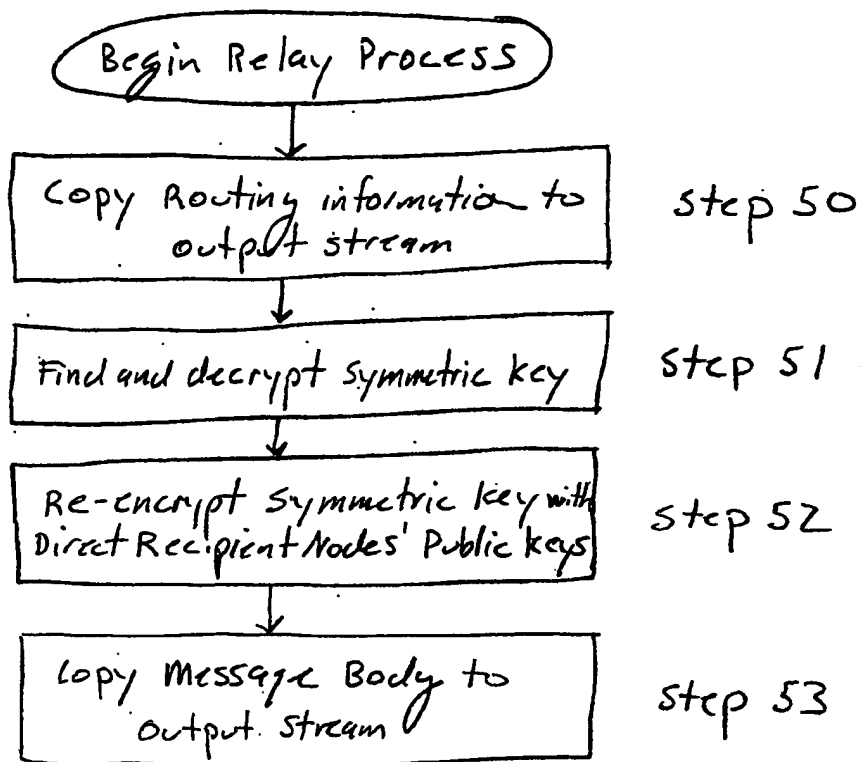 Begin Relay Process
Copy Routing information to
output stream
step 50
Find and decrypt symmetric key
step 51
Re-encrypt symmetric key with
Direct Recipient Nodes' Public keys
step 52
Copy Message Body to
output stream
step 53